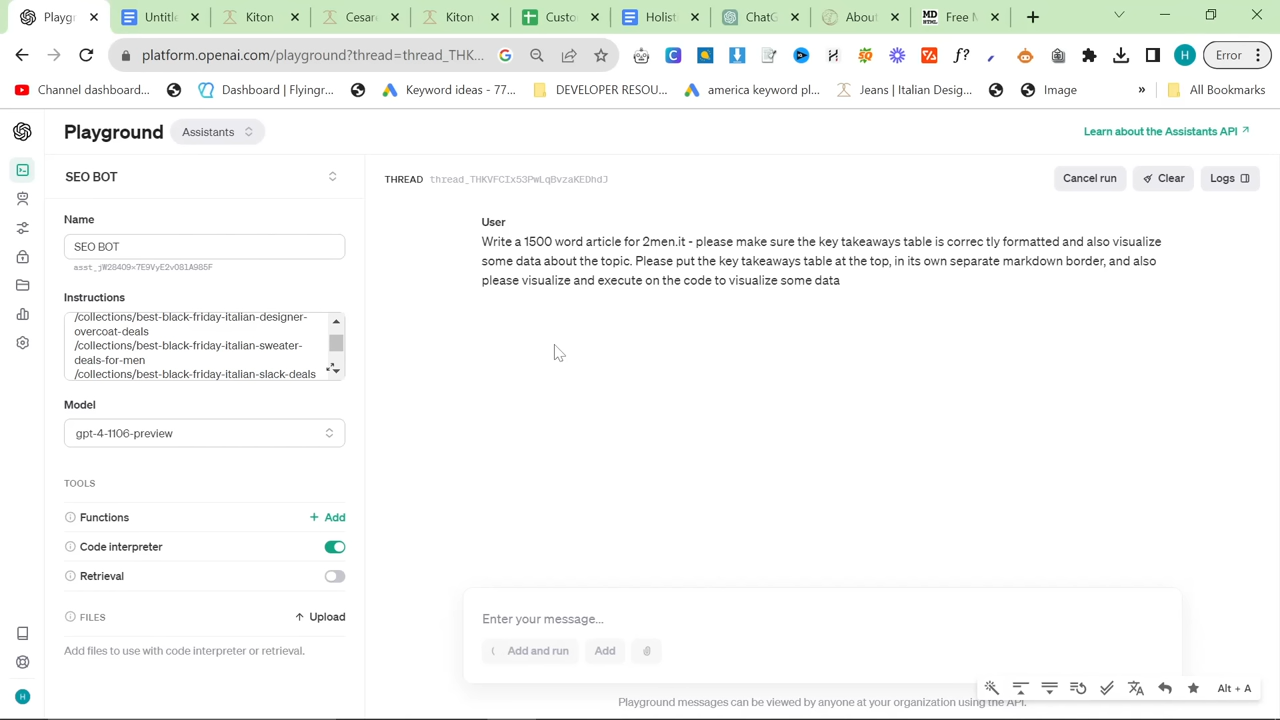 Playgr
Untitle
Kiton
Cesar
Kiton
Custo
Holist
ChatG
About
MD
HTML
Free M
platform.openai.com/playground?thread=thread_THK...
Error
Channel dashboard...
Dashboard | Flyingr...
Keyword ideas - 77...
DEVELOPER RESOU...
america keyword pl...
Jeans | Italian Desig...
Image
»
All Bookmarks
Playground
Assistants
Learn about the Assistants API
SEO BOT
THREAD thread_THKVFCIx53PwLqBvzaKEDhdJ
Cancel run
Clear
Logs
Name
SEO BOT
asst_jW284O9x7E9VyE2vO81A985F
Instructions
/collections/best-black-friday-italian-designer-
overcoat-deals
/collections/best-black-friday-italian-sweater-
deals-for-men
/collections/best-black-friday-italian-slack-deals
User
Write a 1500 word article for 2men.it - please make sure the key takeaways table is correc tly formatted and also visualize
some data about the topic. Please put the key takeaways table at the top, in its own separate markdown border, and also
please visualize and execute on the code to visualize some data
Model
gpt-4-1106-preview
TOOLS
Functions
+ Add
Code interpreter
Retrieval
FILES
Upload
Add files to use with code interpreter or retrieval.
Enter your message...
Add and run
Add
Alt + A
Playground messages can be viewed by anyone at your organization using the API.
H